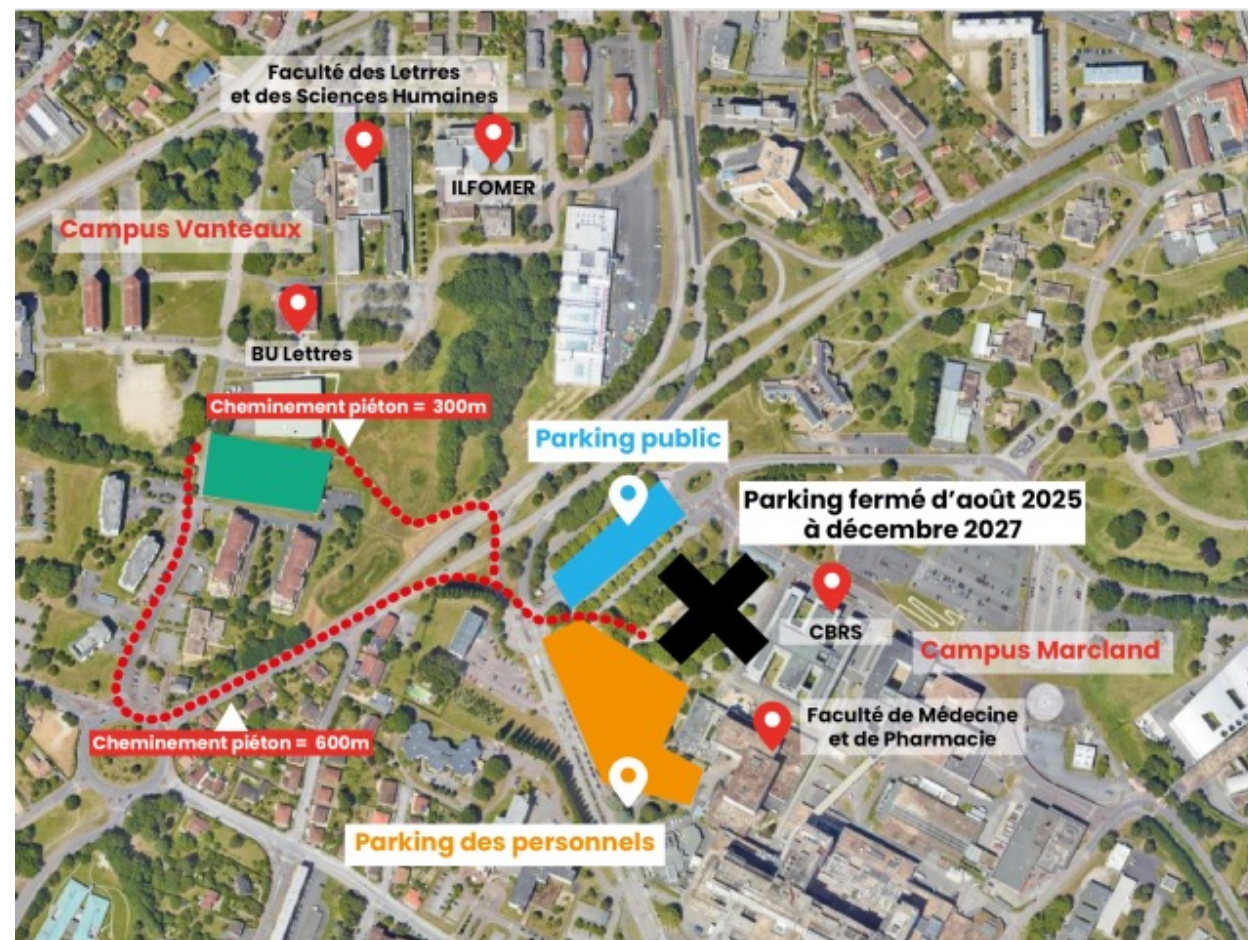 Faculté des Letrres
et des Sciences Humaines
ILFOMER
Campus Vanteaux
BU Lettres
Cheminement piéton = 300m
Parking public
Parking fermé d'août 2025
à décembre 2027
CBRS
Campus Marcland
Faculté de Médecine
et de Pharmacie
Cheminement piéton = 600m
Parking des personnels